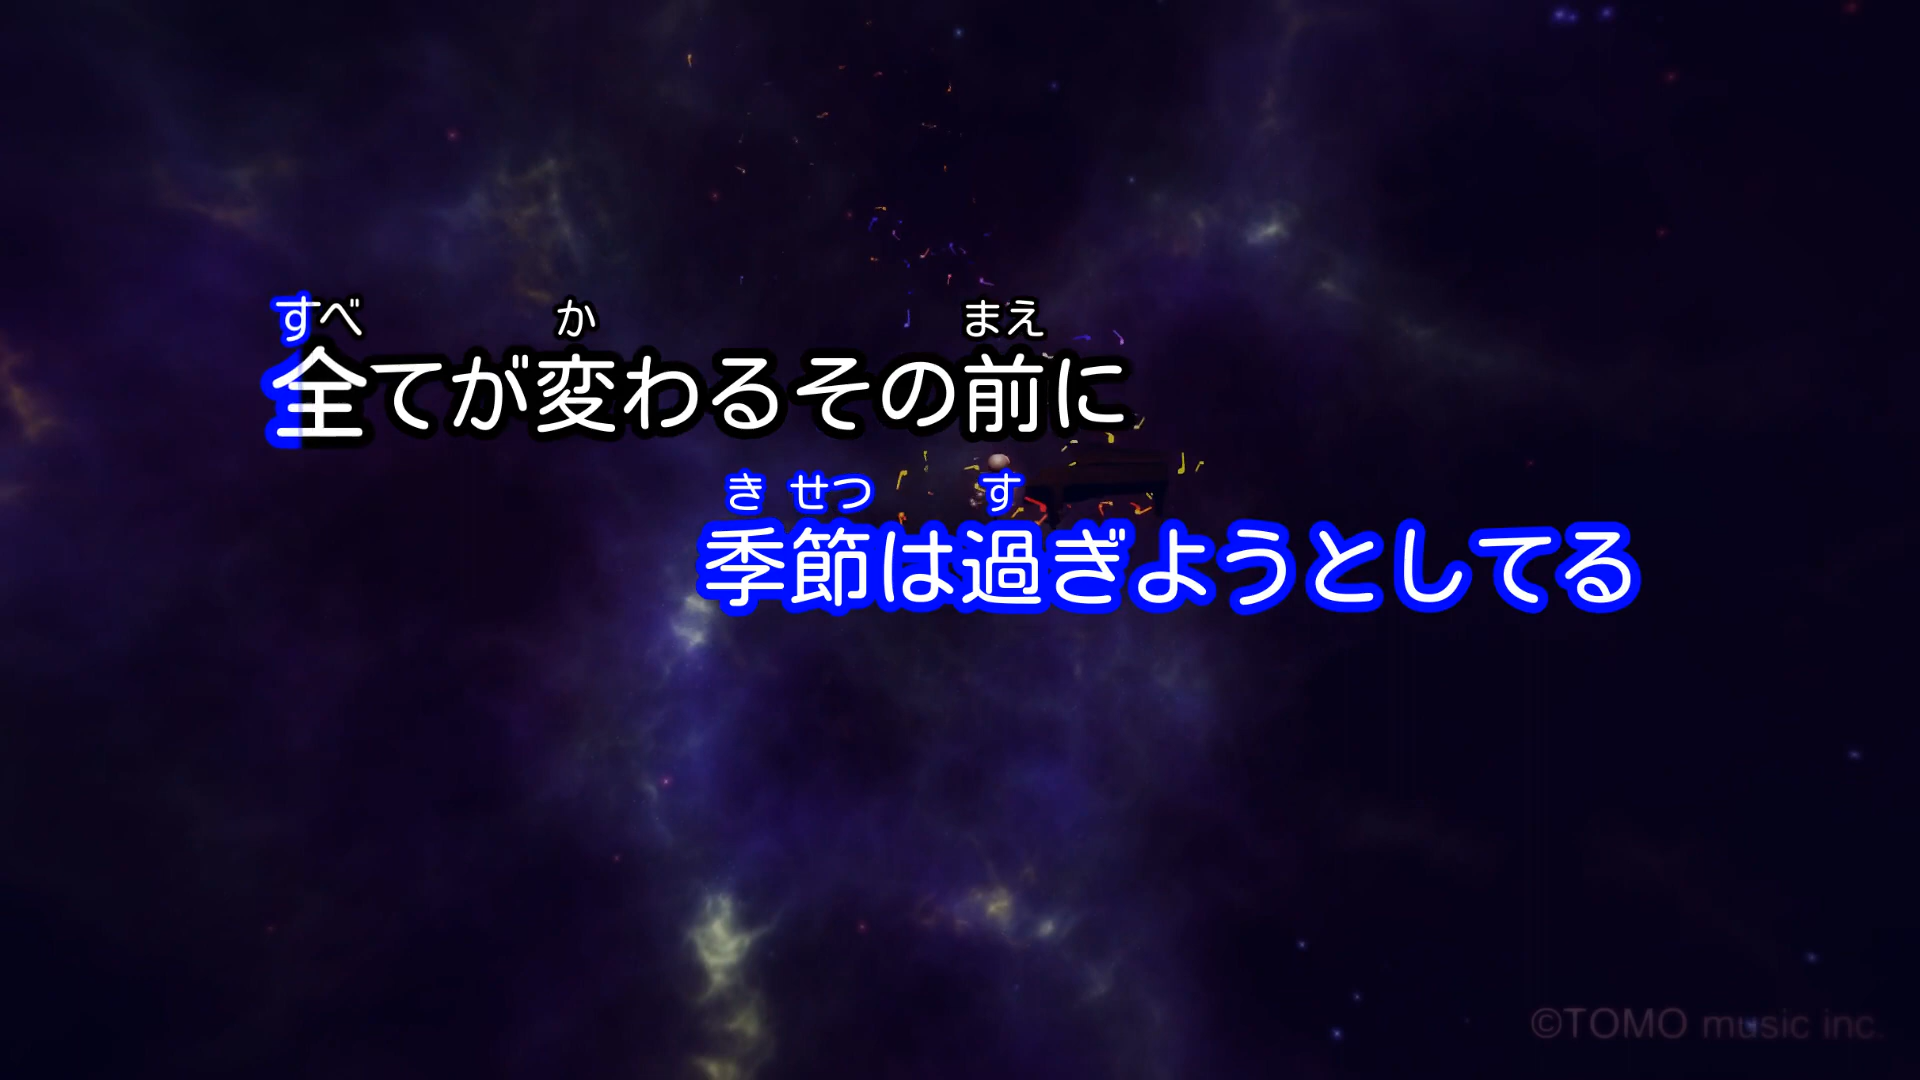 すべ か まえ
全てが変わるその前に
き せつ す
季節は過ぎようとしてる
©TOMO music inc.